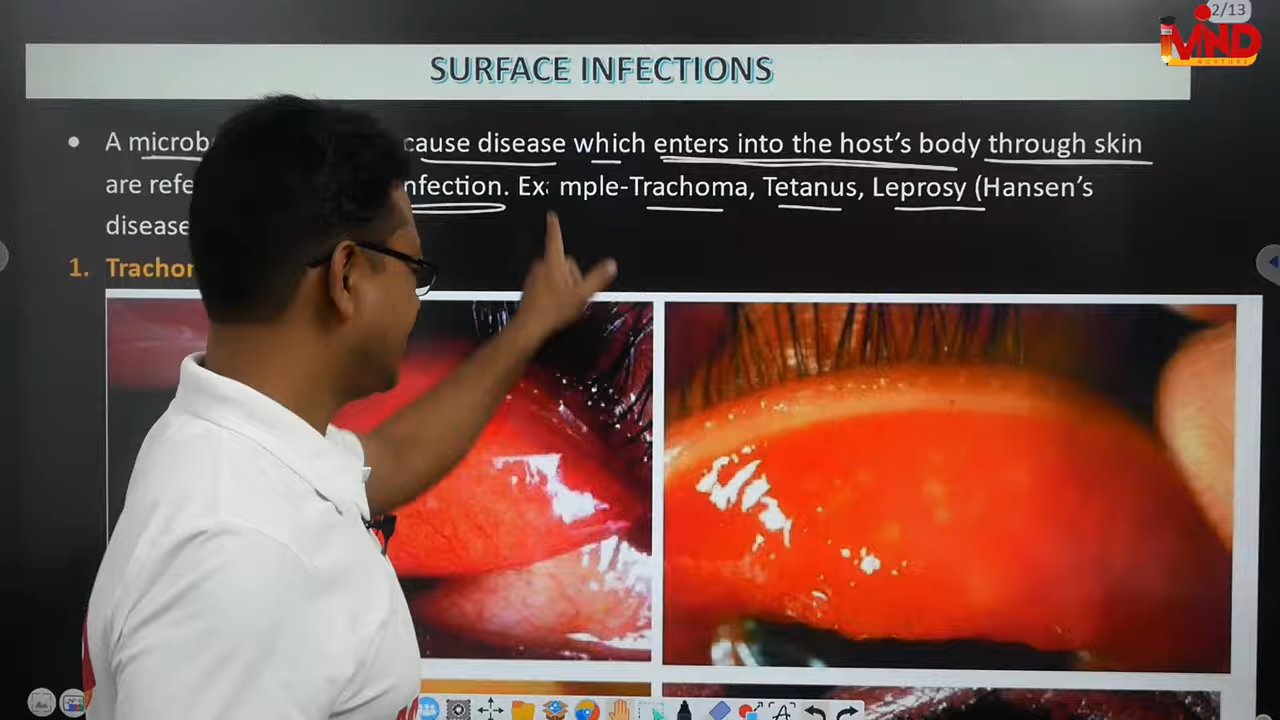 2/13
MIND
NURTURE
SURFACE INFECTIONS
• A microb cause disease which enters into the host’s body through skin
are refe nfection. Ex mple-Trachoma, Tetanus, Leprosy (Hansen’s
disease
1. Trachor